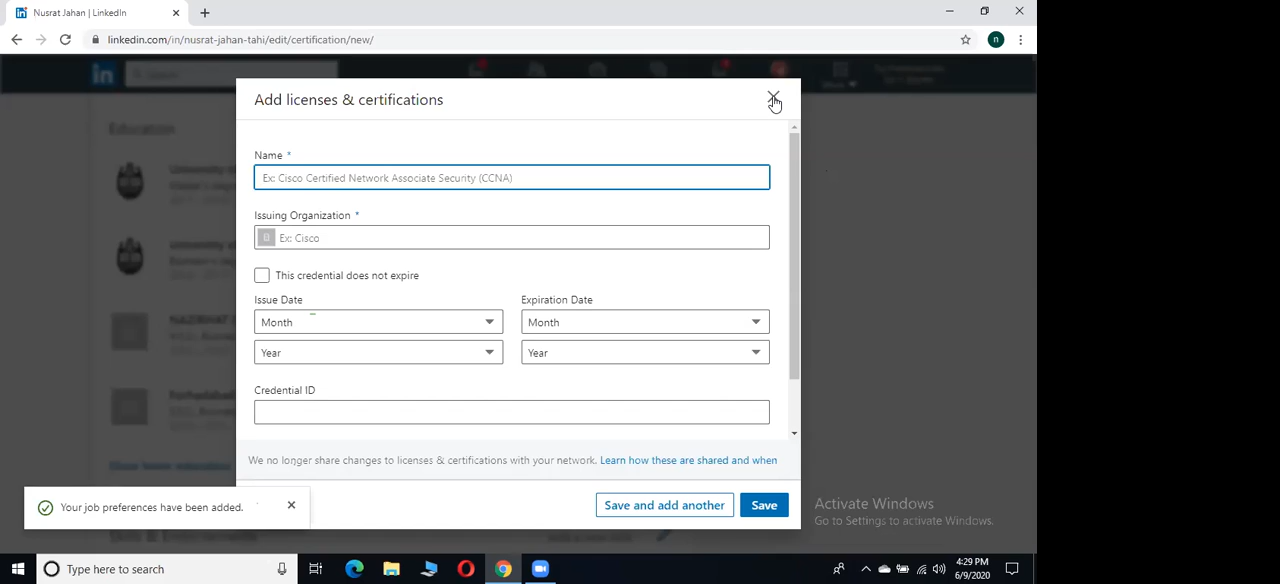 Nusrat Jahan | LinkedIn
linkedin.com/in/nusrat-jahan-tahi/edit/certification/new/
n
in
Search
Education
Add licenses & certifications
Name *
Ex: Cisco Certified Network Associate Security (CCNA)
Issuing Organization *
Ex: Cisco
This credential does not expire
Issue Date
Expiration Date
Month
Month
Year
Year
Credential ID
We no longer share changes to licenses & certifications with your network. Learn how these are shared and when
Your job preferences have been added.
Save and add another
Save
Activate Windows
Go to Settings to activate Windows.
Type here to search
4:29 PM
6/9/2020